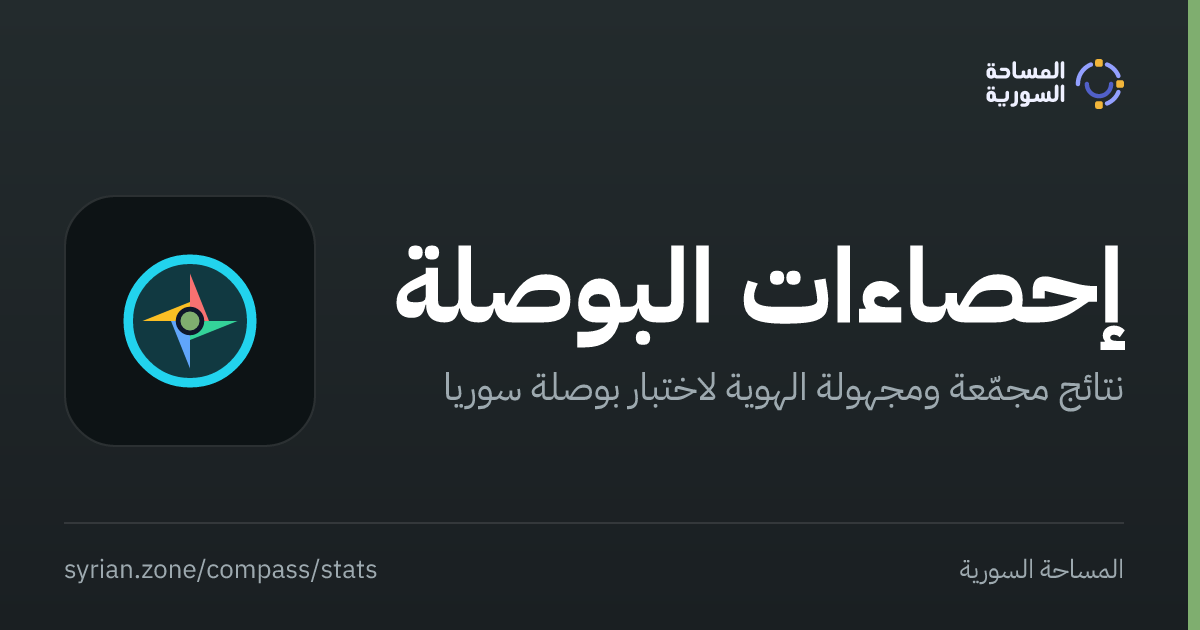 المساحة
السورية
إحصاءات البوصلة
نتائج مجمّعة ومجهولة الهوية لاختبار بوصلة سوريا
المساحة السورية
syrian.zone/compass/stats